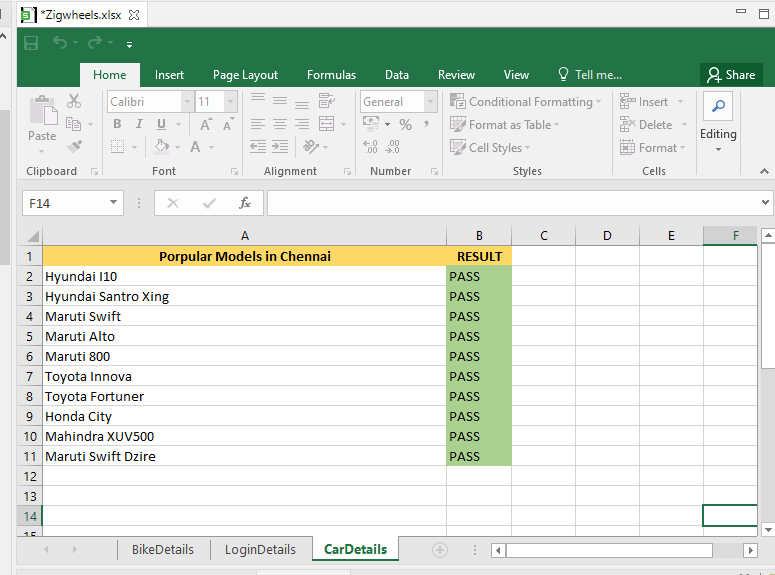 *Zigwheels.xlsx
Home Insert Page Layout Formulas Data Review View Tell me... Share
Paste Calibri 11 General Conditional Formatting Insert
B I U A A % , Format as Table Delete Editing
A Cell Styles Format
Clipboard Font Alignment Number Styles Cells
F14 fx
A B C D E F
1 Porpular Models in Chennai RESULT
2 Hyundai I10 PASS
3 Hyundai Santro Xing PASS
4 Maruti Swift PASS
5 Maruti Alto PASS
6 Maruti 800 PASS
7 Toyota Innova PASS
8 Toyota Fortuner PASS
9 Honda City PASS
10 Mahindra XUV500 PASS
11 Maruti Swift Dzire PASS
12
13
14
15
BikeDetails LoginDetails CarDetails